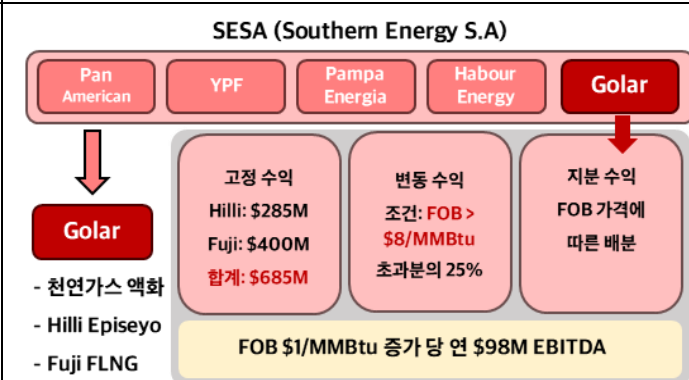 SESA (Southern Energy S.A)
Pan
American
YPF
Pampa
Energia
Habour
Energy
Golar
Golar
- 천연가스 액화
- Hilli Episeyo
- Fuji FLNG
고정 수익
Hilli: $285M
Fuji: $400M
합계: $685M
변동 수익
조건: FOB >
$8/MMBtu
초과분의 25%
지분 수익
FOB 가격에
따른 배분
FOB $1/MMBtu 증가 당 연 $98M EBITDA